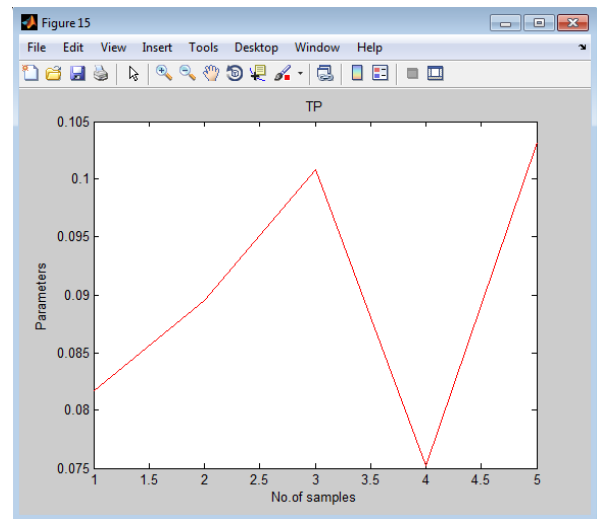 Figure 15
File Edit View Insert Tools Desktop Window Help
TP
0.105
0.1
0.095
0.09
0.085
0.08
0.075
Parameters
1 1.5 2 2.5 3 3.5 4 4.5 5
No.of samples